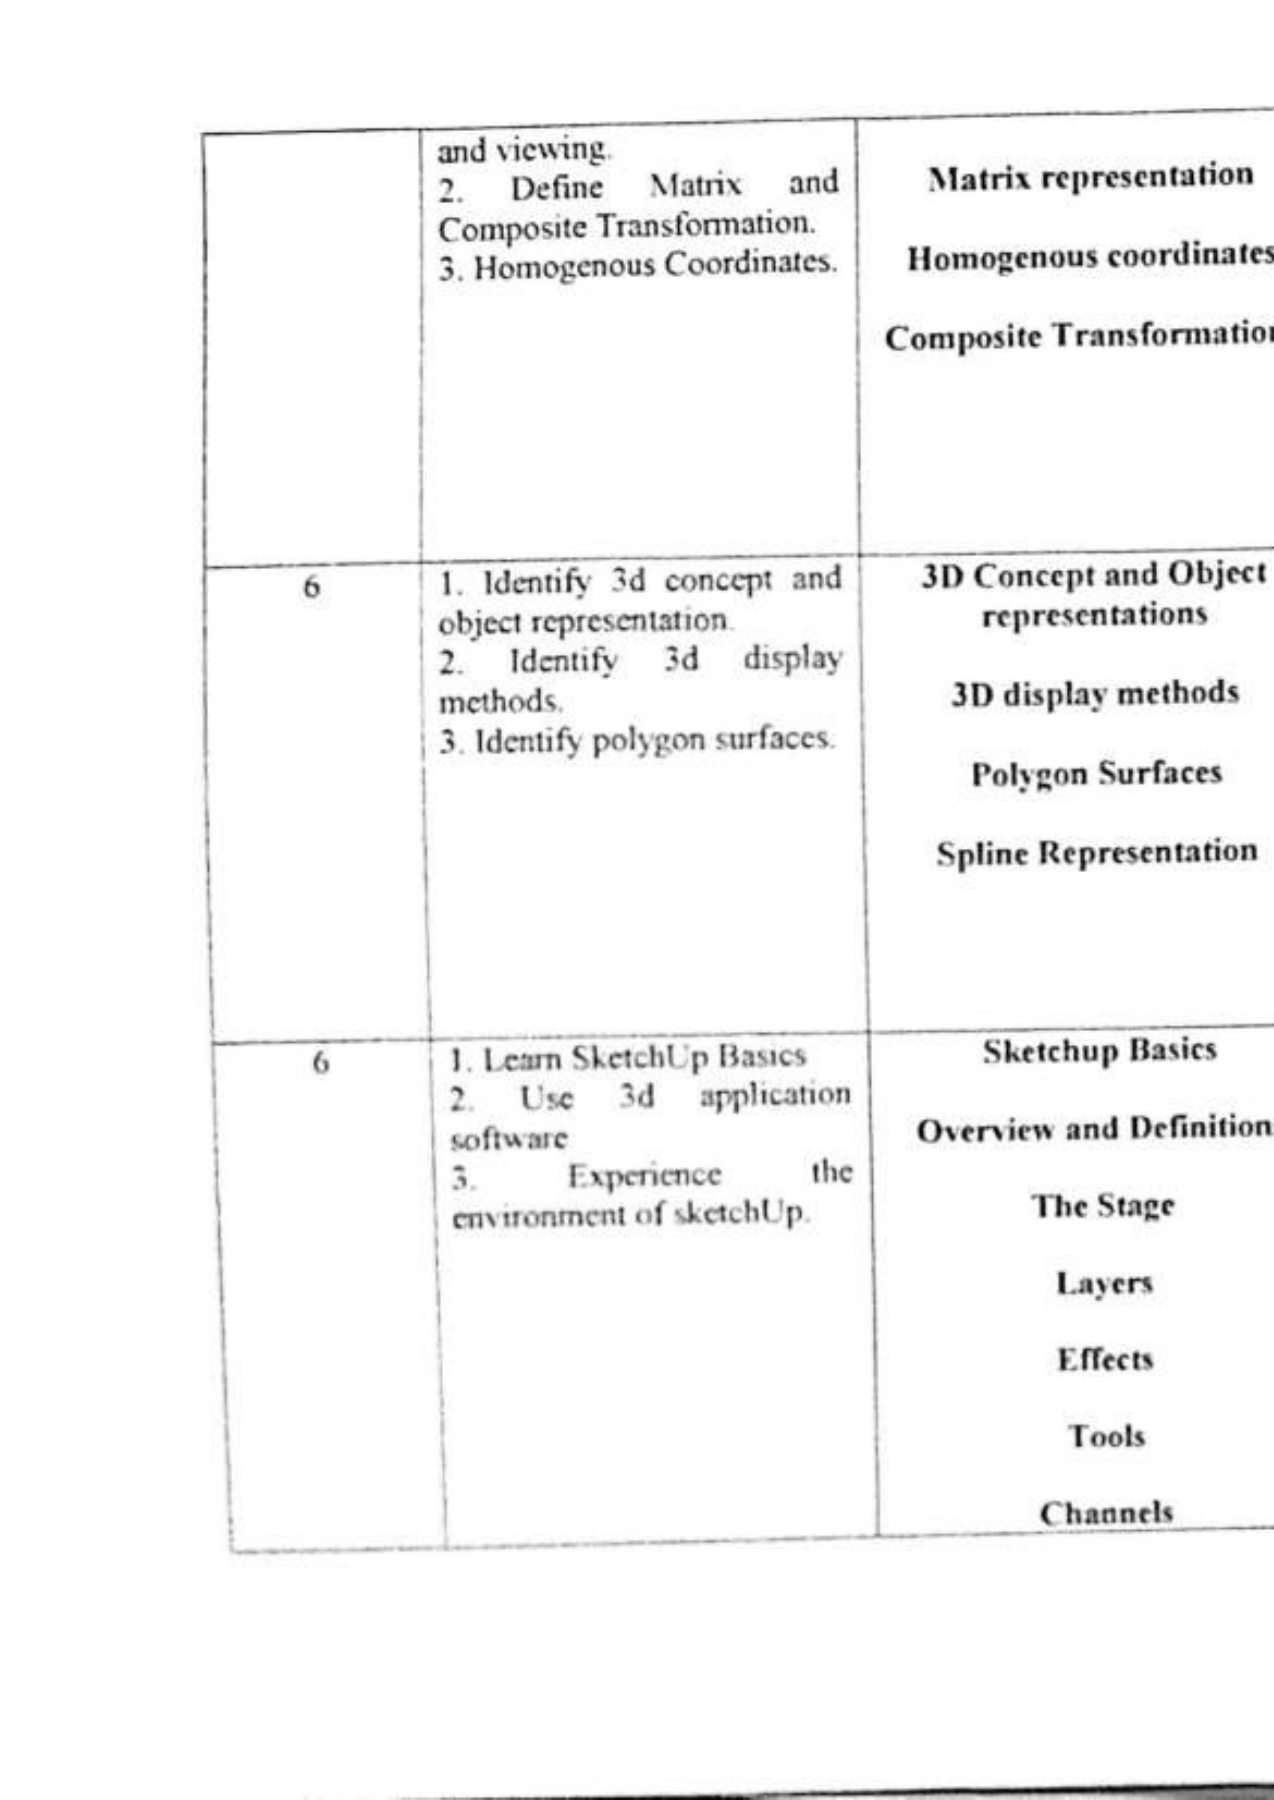 and viewing.
2. Define Matrix and
Composite Transformation.
3. Homogenous Coordinates.
Matrix representation
Homogenous coordinates
Composite Transformation
6
1. Identify 3d concept and
object representation.
2. Identify 3d display
methods.
3. Identify polygon surfaces.
3D Concept and Object
representations
3D display methods
Polygon Surfaces
Spline Representation
6
1. Learn SketchUp Basics
2. Use 3d application
software
3. Experience the
environment of sketchUp.
Sketchup Basics
Overview and Definition
The Stage
Layers
Effects
Tools
Channels